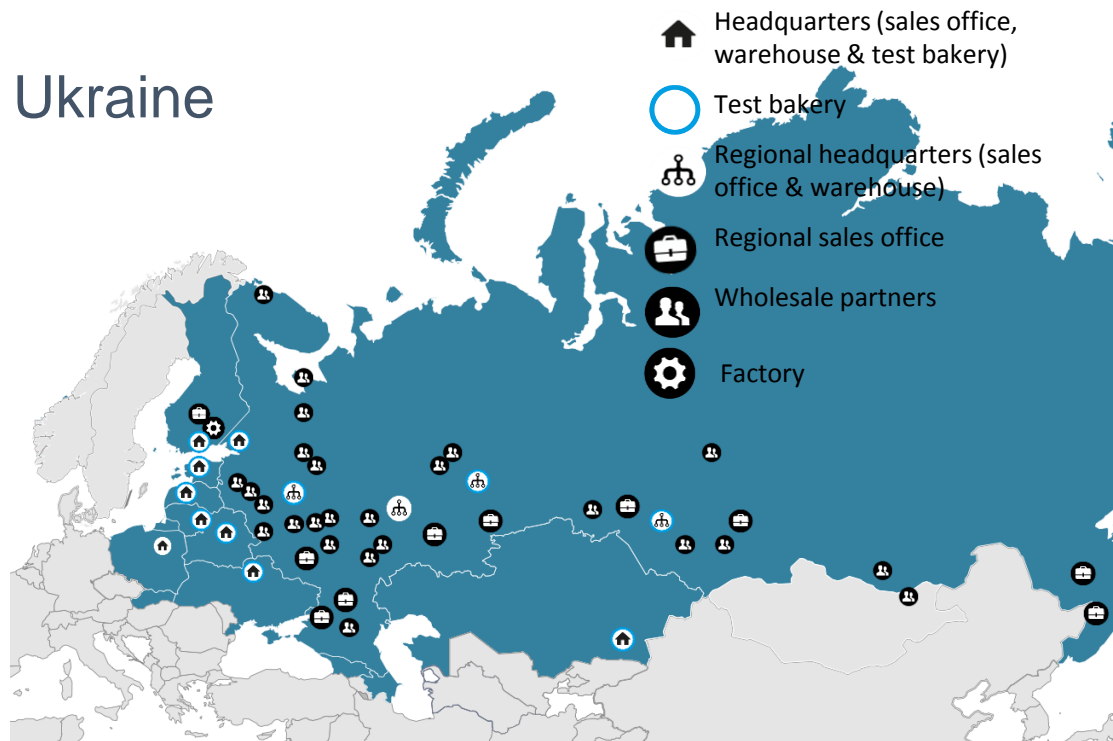 Ukraine
Headquarters (sales office,
warehouse & test bakery)
Test bakery
Regional headquarters (sales
office & warehouse)
Regional sales office
Wholesale partners
Factory